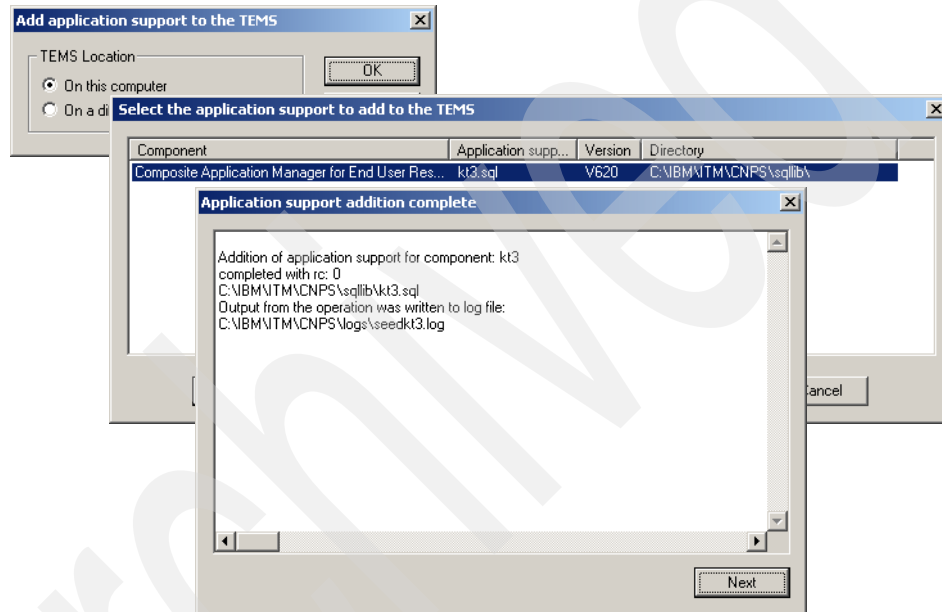 Add application support to the TEMS
TEMS Location
On this computer
OK
On a di
Select the application support to add to the TEMS
Component Application supp... Version Directory
Composite Application Manager for End User Res... kt3.sql V620 C:\IBM\ITM\CNPS\sqllib\
Application support addition complete
Addition of application support for component: kt3
completed with rc: 0
C:\IBM\ITM\CNPS\sqllib\kt3.sql
Output from the operation was written to log file:
C:\IBM\ITM\CNPS\logs\seedkt3.log
Cancel
Next